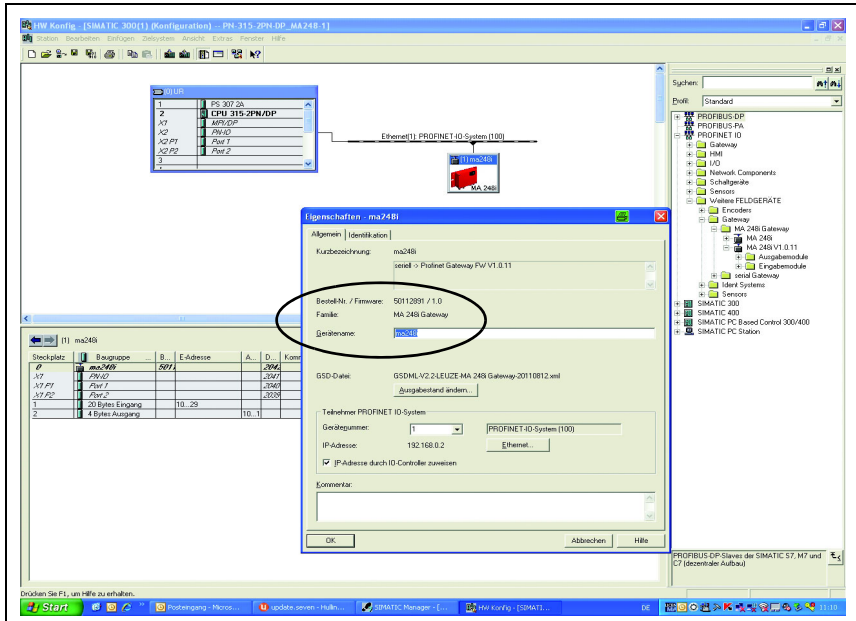 HW Konfig - [SIMATIC 300(1) (Konfiguration) -- PN-315-2PN-DP_MA248-1]
Station Bearbeiten Einfügen Zielsystem Ansicht Extras Fenster Hilfe
(0) UR
1 PS 307 2A
2 CPU 315-2PN/DP
X1 MPI/DP
X2 PN-IO
X2 P1 Port 1
X2 P2 Port 2
3
Ethernet(1): PROFINET-IO-System (100)
(1) ma248i
MA 248i
Suchen:
Profil: Standard
PROFIBUS-DP
PROFIBUS-PA
PROFINET IO
Gateway
HMI
I/O
Network Components
Schaltgeräte
Sensors
Weitere FELDGERÄTE
Encoders
Gateway
MA 248i Gateway
MA 248i
MA 248i V1.0.11
Ausgabemodule
Eingabemodule
serial Gateway
Ident Systems
Sensors
SIMATIC 300
SIMATIC 400
SIMATIC PC Based Control 300/400
SIMATIC PC Station
Eigenschaften - ma248i
Allgemein Identifikation
Kurzbezeichnung: ma248i
seriell -> Profinet Gateway FW V1.0.11
Bestell-Nr. / Firmware: 50112891 / 1.0
Familie: MA 248i Gateway
Gerätename: ma248i
GSD-Datei: GSDML-V2.2-LEUZE-MA 248i Gateway-20110812.xml
Ausgabestand ändern...
Teilnehmer PROFINET IO-System
Gerätenummer: 1 PROFINET-IO-System (100)
IP-Adresse: 192.168.0.2 Ethernet...
IP-Adresse durch IO-Controller zuweisen
Kommentar:
OK Abbrechen Hilfe
(1) ma248i
Steckplatz Baugruppe ... B... E-Adresse A... D... Komm
0 ma248i 5011 2042
X1 PN-IO 2041
X1 P1 Port 1 2040
X1 P2 Port 2 2039
1 20 Bytes Eingang 10...29
2 4 Bytes Ausgang 10...1
PROFIBUS-DP-Slaves der SIMATIC S7, M7 und
C7 (dezentraler Aufbau)
Drücken Sie F1, um Hilfe zu erhalten.
Start Posteingang - Micros... update.seven - Hullin... SIMATIC Manager - [... HW Konfig - [SIMATI... DE 11:10